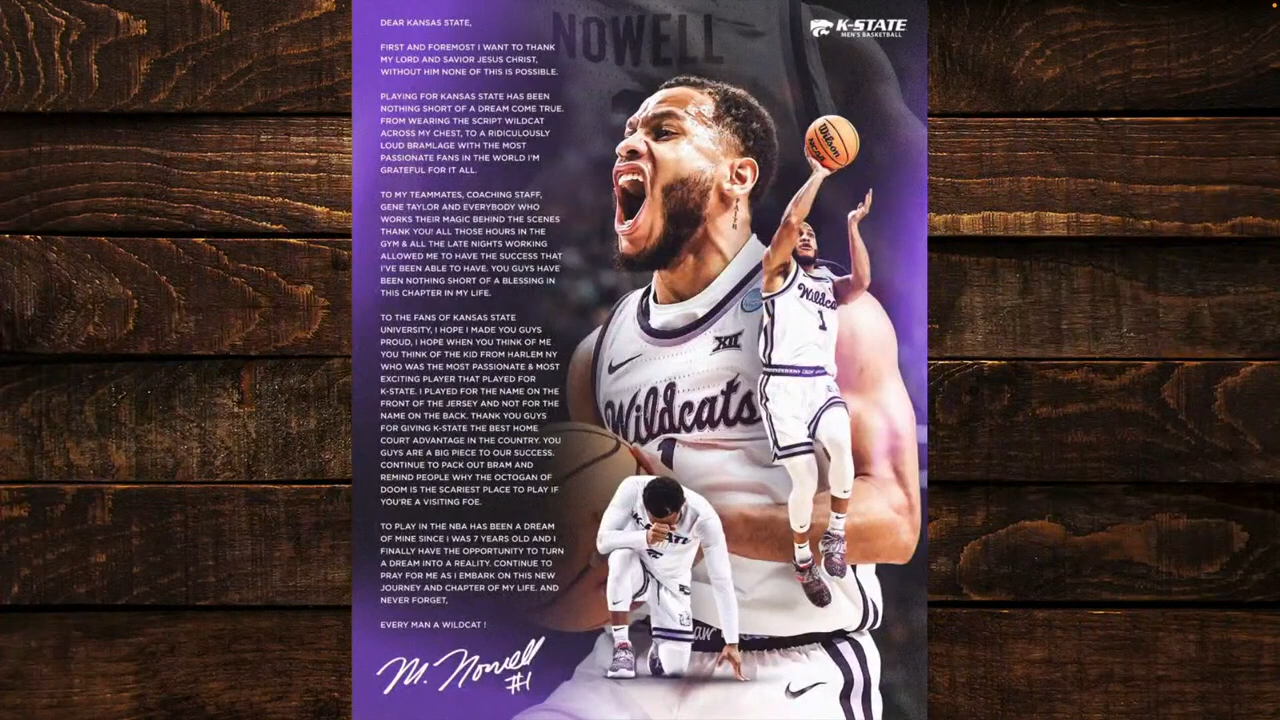 DEAR KANSAS STATE,
FIRST AND FOREMOST I WANT TO THANK
MY LORD AND SAVIOR JESUS CHRIST,
WITHOUT HIM NONE OF THIS IS POSSIBLE.
PLAYING FOR KANSAS STATE HAS BEEN
NOTHING SHORT OF A DREAM COME TRUE.
FROM WEARING THE SCRIPT WILDCAT
ACROSS MY CHEST, TO A RIDICULOUSLY
LOUD BRAMLAGE WITH THE MOST
PASSIONATE FANS IN THE WORLD I'M
GRATEFUL FOR IT ALL.
TO MY TEAMMATES, COACHING STAFF,
GENE TAYLOR AND EVERYBODY WHO
WORKS THEIR MAGIC BEHIND THE SCENES
THANK YOU! ALL THOSE HOURS IN THE
GYM & ALL THE LATE NIGHTS WORKING
ALLOWED ME TO HAVE THE SUCCESS THAT
I'VE BEEN ABLE TO HAVE. YOU GUYS HAVE
BEEN NOTHING SHORT OF A BLESSING IN
THIS CHAPTER IN MY LIFE.
TO THE FANS OF KANSAS STATE
UNIVERSITY, I HOPE I MADE YOU GUYS
PROUD, I HOPE WHEN YOU THINK OF ME
YOU THINK OF THE KID FROM HARLEM NY
WHO WAS THE MOST PASSIONATE & MOST
EXCITING PLAYER THAT PLAYED FOR
K-STATE. I PLAYED FOR THE NAME ON THE
FRONT OF THE JERSEY AND NOT FOR THE
NAME ON THE BACK. THANK YOU GUYS
FOR GIVING K-STATE THE BEST HOME
COURT ADVANTAGE IN THE COUNTRY. YOU
GUYS ARE A BIG PIECE TO OUR SUCCESS.
CONTINUE TO PACK OUT BRAM AND
REMIND PEOPLE WHY THE OCTOGAN OF
DOOM IS THE SCARIEST PLACE TO PLAY IF
YOU'RE A VISITING FOE.
TO PLAY IN THE NBA HAS BEEN A DREAM
OF MINE SINCE I WAS 7 YEARS OLD AND I
FINALLY HAVE THE OPPORTUNITY TO TURN
A DREAM INTO A REALITY. CONTINUE TO
PRAY FOR ME AS I EMBARK ON THIS NEW
JOURNEY AND CHAPTER OF MY LIFE. AND
NEVER FORGET,
EVERY MAN A WILDCAT !
M. Nowell
#1
NOWELL
K-STATE
MEN'S BASKETBALL
Wilson
NCAA
FAITH
XII
Wildcats
1
Wildca
1
K-STATE